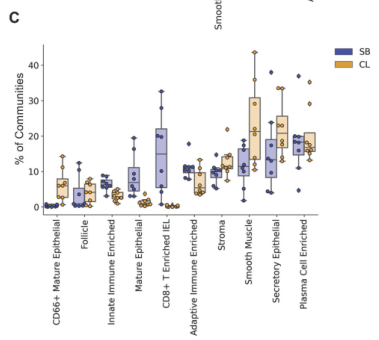 Smoot
C
SB
CL
% of Communities
40
30
20
10
0
CD66+ Mature Epithelial
Follicle
Innate Immune Enriched
Mature Epithelial
CD8+ T Enriched IEL
Adaptive Immune Enriched
Stroma
Smooth Muscle
Secretory Epithelial
Plasma Cell Enriched